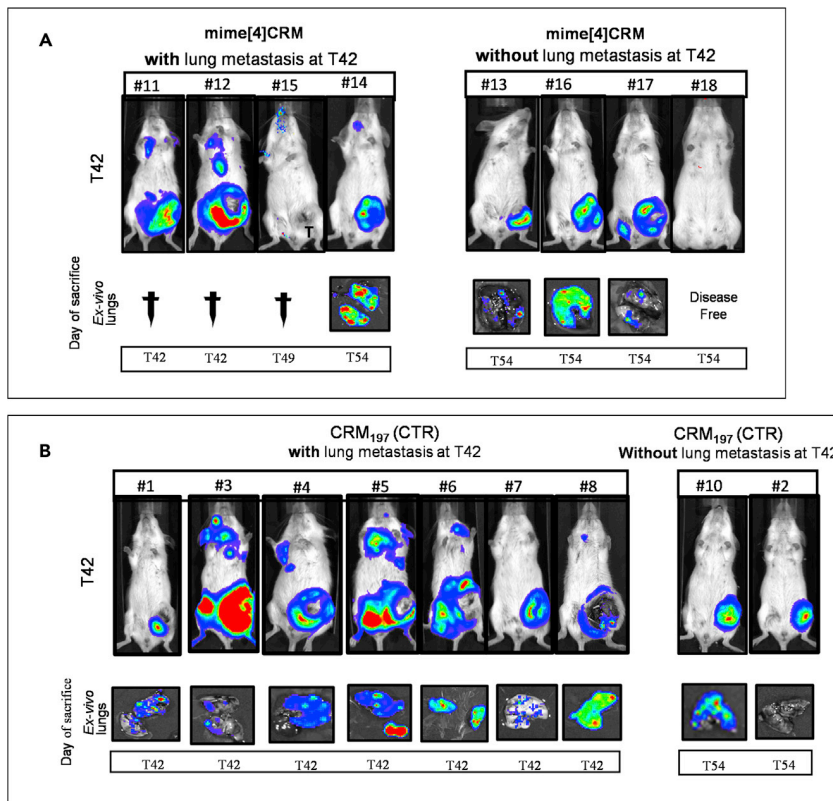 A
mime[4]CRM
with lung metastasis at T42
#11 #12 #15 #14
T42
T
Day of sacrifice
Ex-vivo
lungs
T42 T42 T49 T54
mime[4]CRM
without lung metastasis at T42
#13 #16 #17 #18
Disease
Free
T54 T54 T54 T54
B
CRM197 (CTR)
with lung metastasis at T42
#1 #3 #4 #5 #6 #7 #8
T42
Day of sacrifice
Ex-vivo
lungs
T42 T42 T42 T42 T42 T42 T42
CRM197 (CTR)
Without lung metastasis at T42
#10 #2
T54 T54